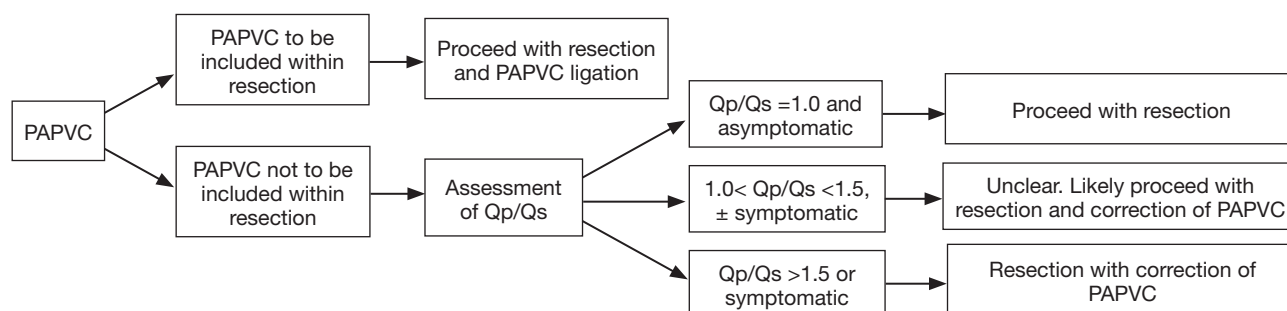 PAPVC
PAPVC to be
included within
resection
Proceed with resection
and PAPVC ligation
PAPVC not to be
included within
resection
Assessment
of Qp/Qs
Qp/Qs =1.0 and
asymptomatic
Proceed with resection
1.0< Qp/Qs <1.5,
± symptomatic
Unclear. Likely proceed with
resection and correction of PAPVC
Qp/Qs >1.5 or
symptomatic
Resection with correction of
PAPVC